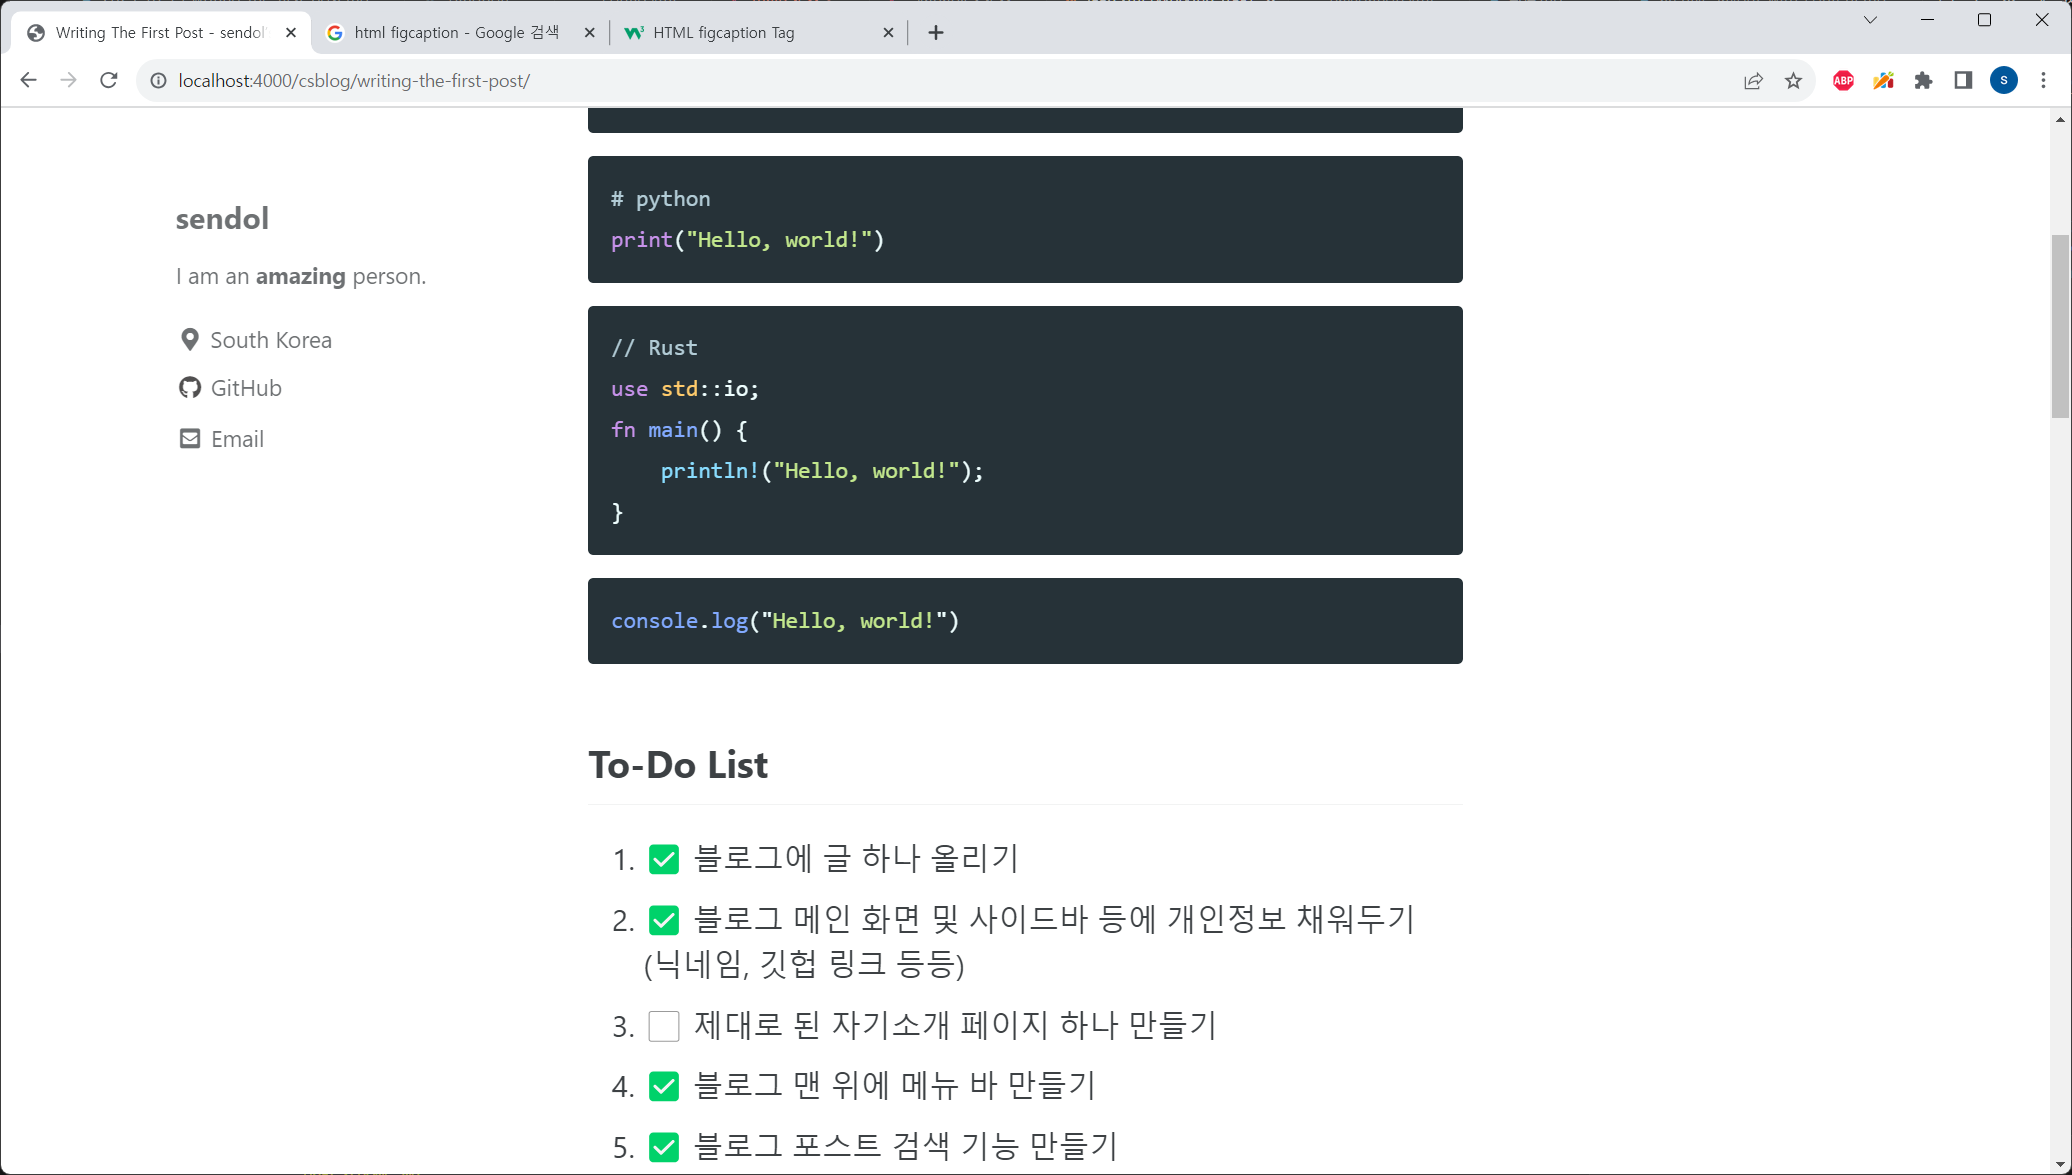 Writing The First Post - sendol'
html figcaption - Google 검색
HTML figcaption Tag
localhost:4000/csblog/writing-the-first-post/
ABP
S
sendol
I am an amazing person.
South Korea
GitHub
Email
# python
print("Hello, world!")
// Rust
use std::io;
fn main() {
    println!("Hello, world!");
}
console.log("Hello, world!")
To-Do List
1. ✅ 블로그에 글 하나 올리기
2. ✅ 블로그 메인 화면 및 사이드바 등에 개인정보 채워두기
(닉네임, 깃헙 링크 등등)
3. ☐ 제대로 된 자기소개 페이지 하나 만들기
4. ✅ 블로그 맨 위에 메뉴 바 만들기
5. ✅ 블로그 포스트 검색 기능 만들기